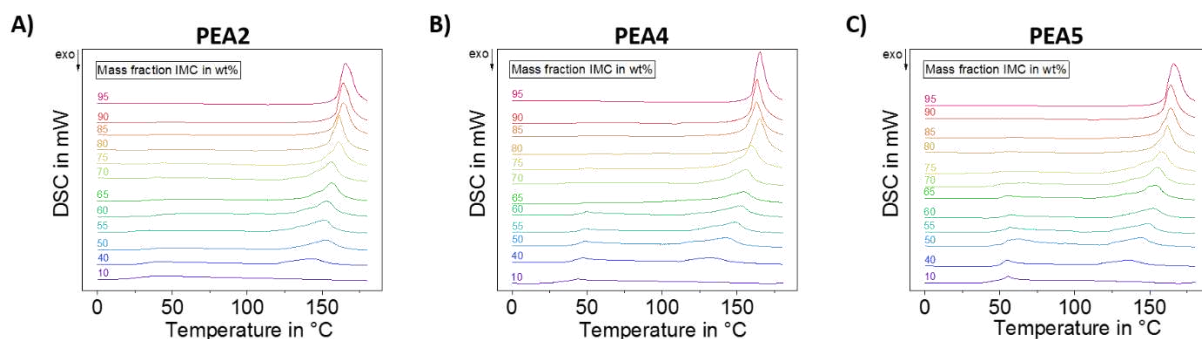 A)
PEA2
exo
Mass fraction IMC in wt%
95
90
85
80
75
70
65
60
55
50
40
10
DSC in mW
0 50 100 150
Temperature in °C
B)
PEA4
exo
Mass fraction IMC in wt%
95
90
85
80
75
70
65
60
55
50
40
10
DSC in mW
0 50 100 150
Temperature in °C
C)
PEA5
exo
Mass fraction IMC in wt%
95
90
85
80
75
70
65
60
55
50
40
10
DSC in mW
0 50 100 150
Temperature in °C